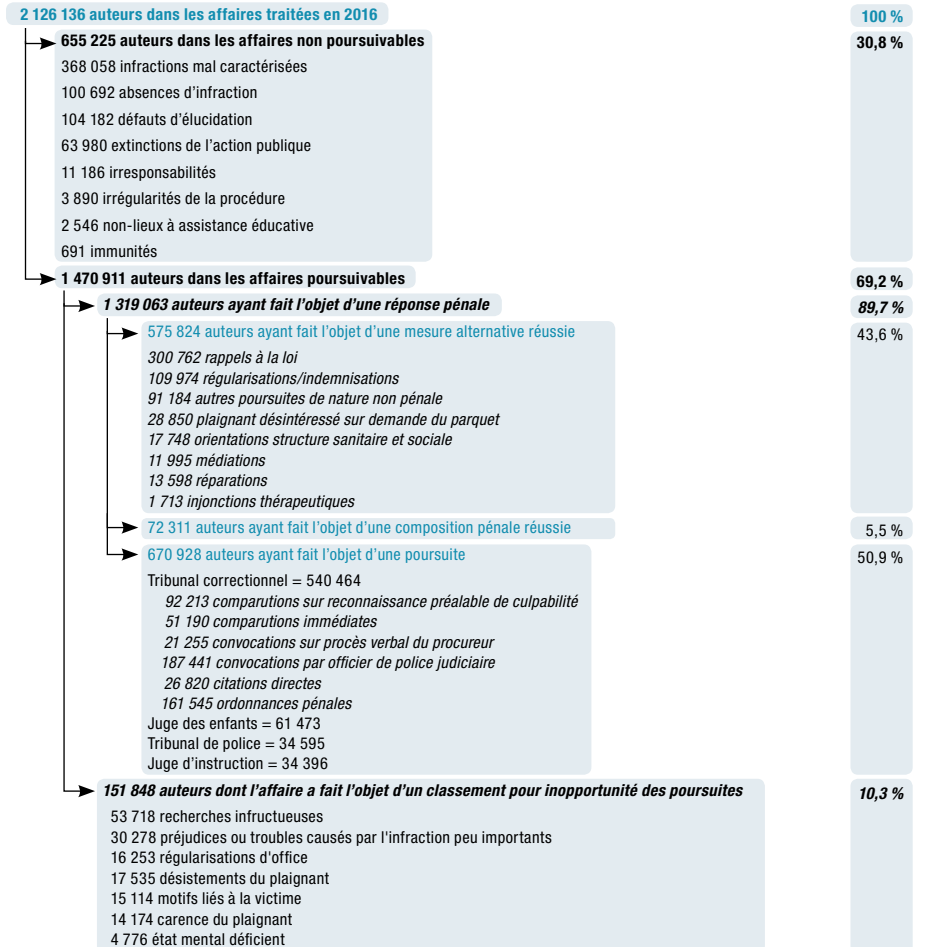 2 126 136 auteurs dans les affaires traitées en 2016 100 %
655 225 auteurs dans les affaires non poursuivables 30,8 %
368 058 infractions mal caractérisées
100 692 absences d’infraction
104 182 défauts d’élucidation
63 980 extinctions de l’action publique
11 186 irresponsabilités
3 890 irrégularités de la procédure
2 546 non-lieux à assistance éducative
691 immunités
1 470 911 auteurs dans les affaires poursuivables 69,2 %
1 319 063 auteurs ayant fait l’objet d’une réponse pénale 89,7 %
575 824 auteurs ayant fait l’objet d’une mesure alternative réussie 43,6 %
300 762 rappels à la loi
109 974 régularisations/indemnisations
91 184 autres poursuites de nature non pénale
28 850 plaignant désintéressé sur demande du parquet
17 748 orientations structure sanitaire et sociale
11 995 médiations
13 598 réparations
1 713 injonctions thérapeutiques
72 311 auteurs ayant fait l’objet d’une composition pénale réussie 5,5 %
670 928 auteurs ayant fait l’objet d’une poursuite 50,9 %
Tribunal correctionnel = 540 464
92 213 comparutions sur reconnaissance préalable de culpabilité
51 190 comparutions immédiates
21 255 convocations sur procès verbal du procureur
187 441 convocations par officier de police judiciaire
26 820 citations directes
161 545 ordonnances pénales
Juge des enfants = 61 473
Tribunal de police = 34 595
Juge d’instruction = 34 396
151 848 auteurs dont l’affaire a fait l’objet d’un classement pour inopportunité des poursuites 10,3 %
53 718 recherches infructueuses
30 278 préjudices ou troubles causés par l'infraction peu importants
16 253 régularisations d'office
17 535 désistements du plaignant
15 114 motifs liés à la victime
14 174 carence du plaignant
4 776 état mental déficient